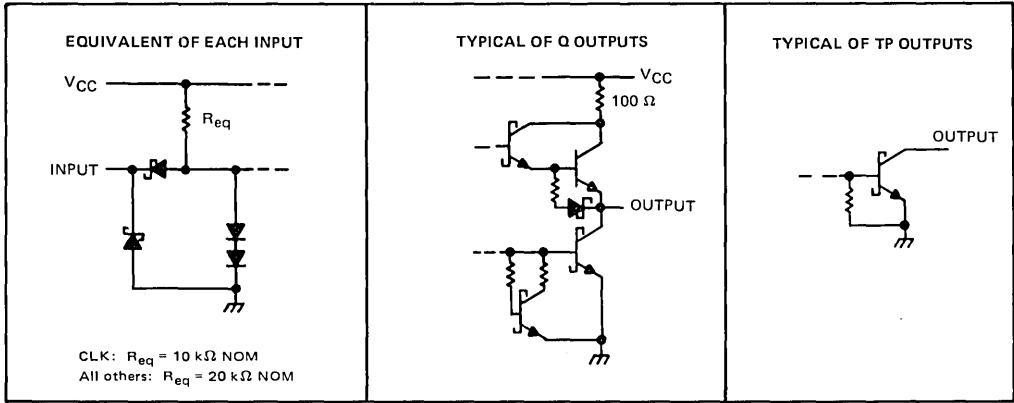 EQUIVALENT OF EACH INPUT
VCC
Req
INPUT
CLK: Req = 10 kΩ NOM
All others: Req = 20 kΩ NOM
TYPICAL OF Q OUTPUTS
VCC
100 Ω
OUTPUT
TYPICAL OF TP OUTPUTS
OUTPUT